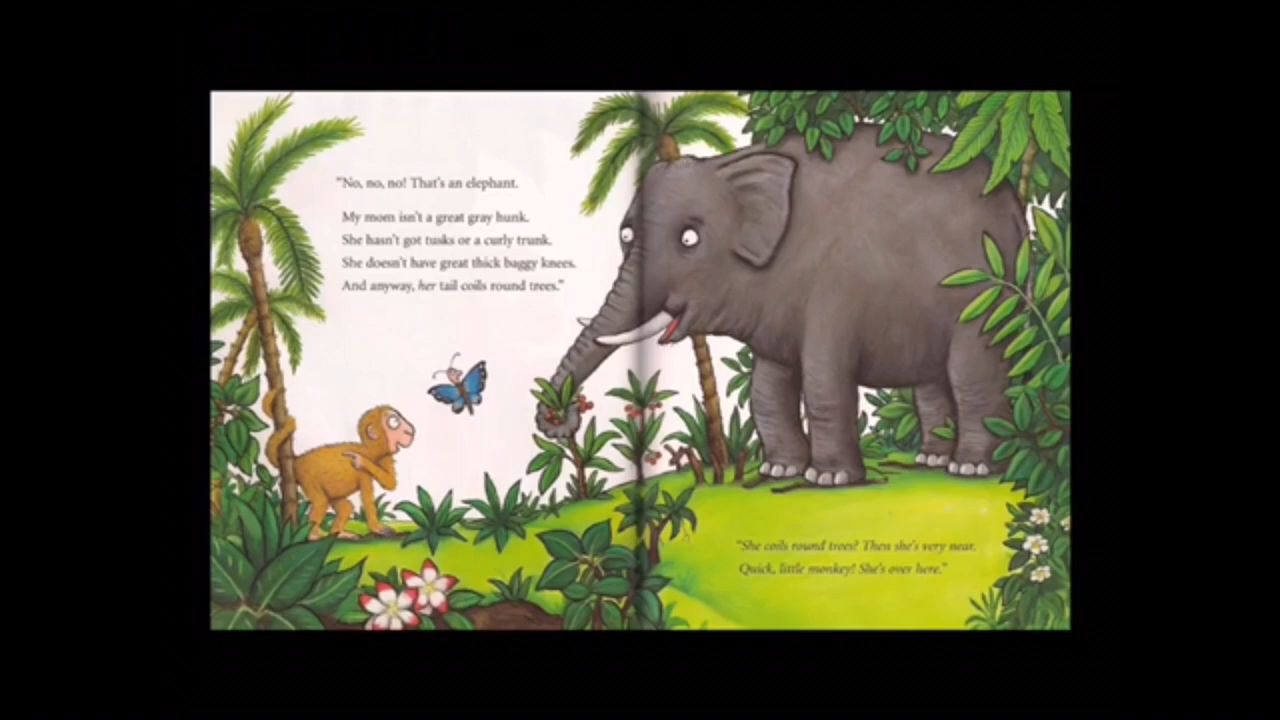 "No, no, no! That's an elephant.
My mom isn't a great gray hunk.
She hasn't got tusks or a curly trunk.
She doesn't have great thick baggy knees.
And anyway, her tail coils round trees."
"She coils round trees? Then she's very near.
Quick, little monkey! She's over here."